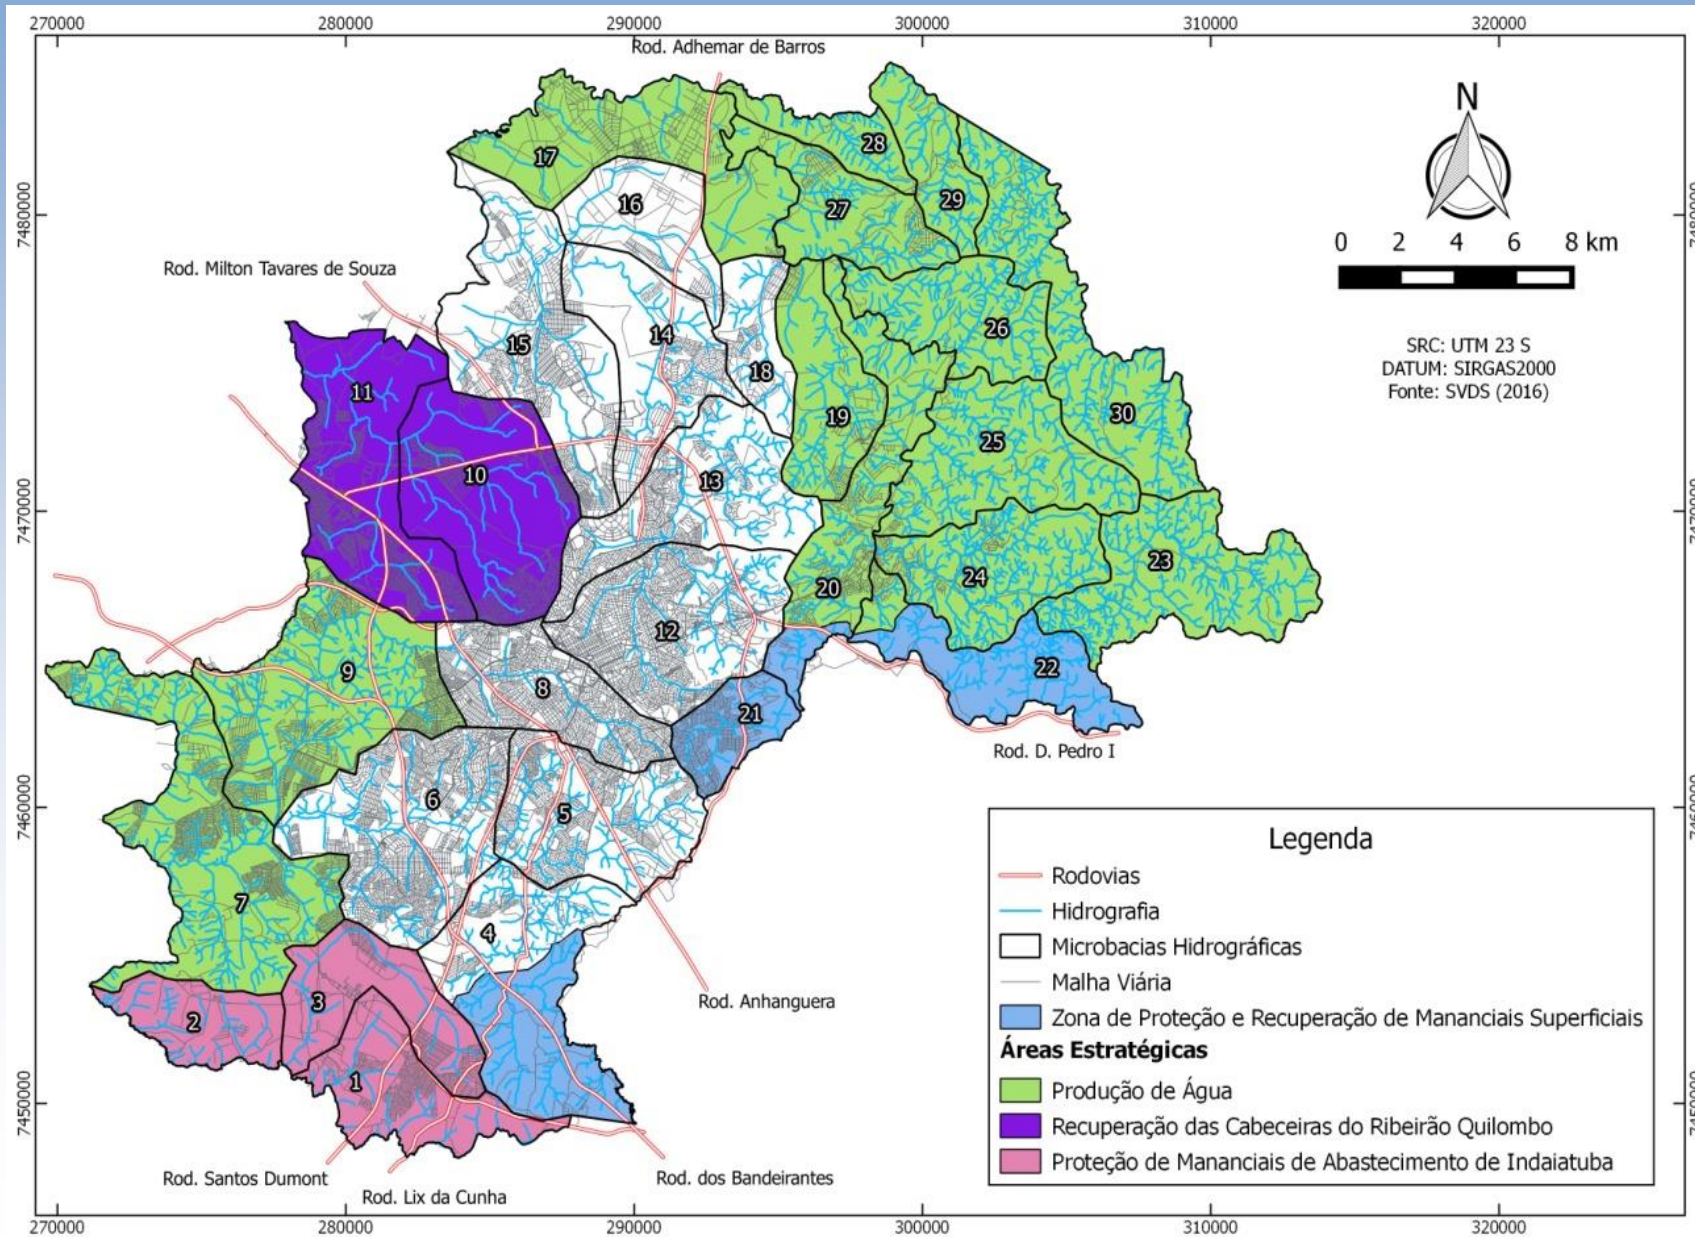 270000 280000 290000 300000 310000 320000
Rod. Adhemar de Barros
N
28
17
29
16
27
7480000
7480000
0 2 4 6 8 km
Rod. Milton Tavares de Souza
26
14
15
SRC: UTM 23 S
DATUM: SIRGAS2000
Fonte: SVDS (2016)
18
11
19
30
25
10
13
7470000
7470000
23
24
20
12
9
22
8
21
Rod. D. Pedro I
6
5
7460000
7460000
Legenda
Rodovias
Hidrografia
Microbacias Hidrográficas
Malha Viária
Zona de Proteção e Recuperação de Mananciais Superficiais
Áreas Estratégicas
Produção de Água
Recuperação das Cabeceiras do Ribeirão Quilombo
Proteção de Mananciais de Abastecimento de Indaiatuba
7
4
Rod. Anhanguera
3
2
1
7450000
7450000
Rod. Santos Dumont
Rod. Lix da Cunha
Rod. dos Bandeirantes
270000 280000 290000 300000 310000 320000